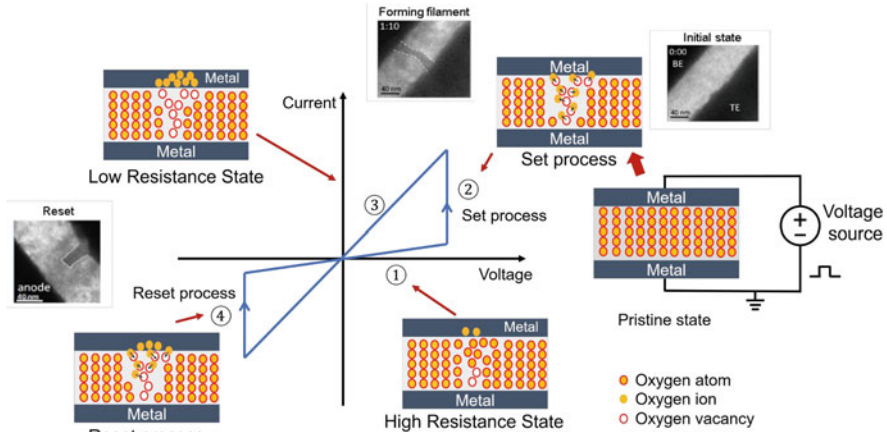 Forming filament
1:10
40 nm
Initial state
0:00
BE
TE
40 nm
Metal
Metal
Low Resistance State
Current
Metal
Metal
Set process
③
②
Set process
Voltage
source
Reset
anode
40 nm
Voltage
①
Reset process
④
Pristine state
Metal
Metal
Metal
High Resistance State
Oxygen atom
Oxygen ion
Oxygen vacancy